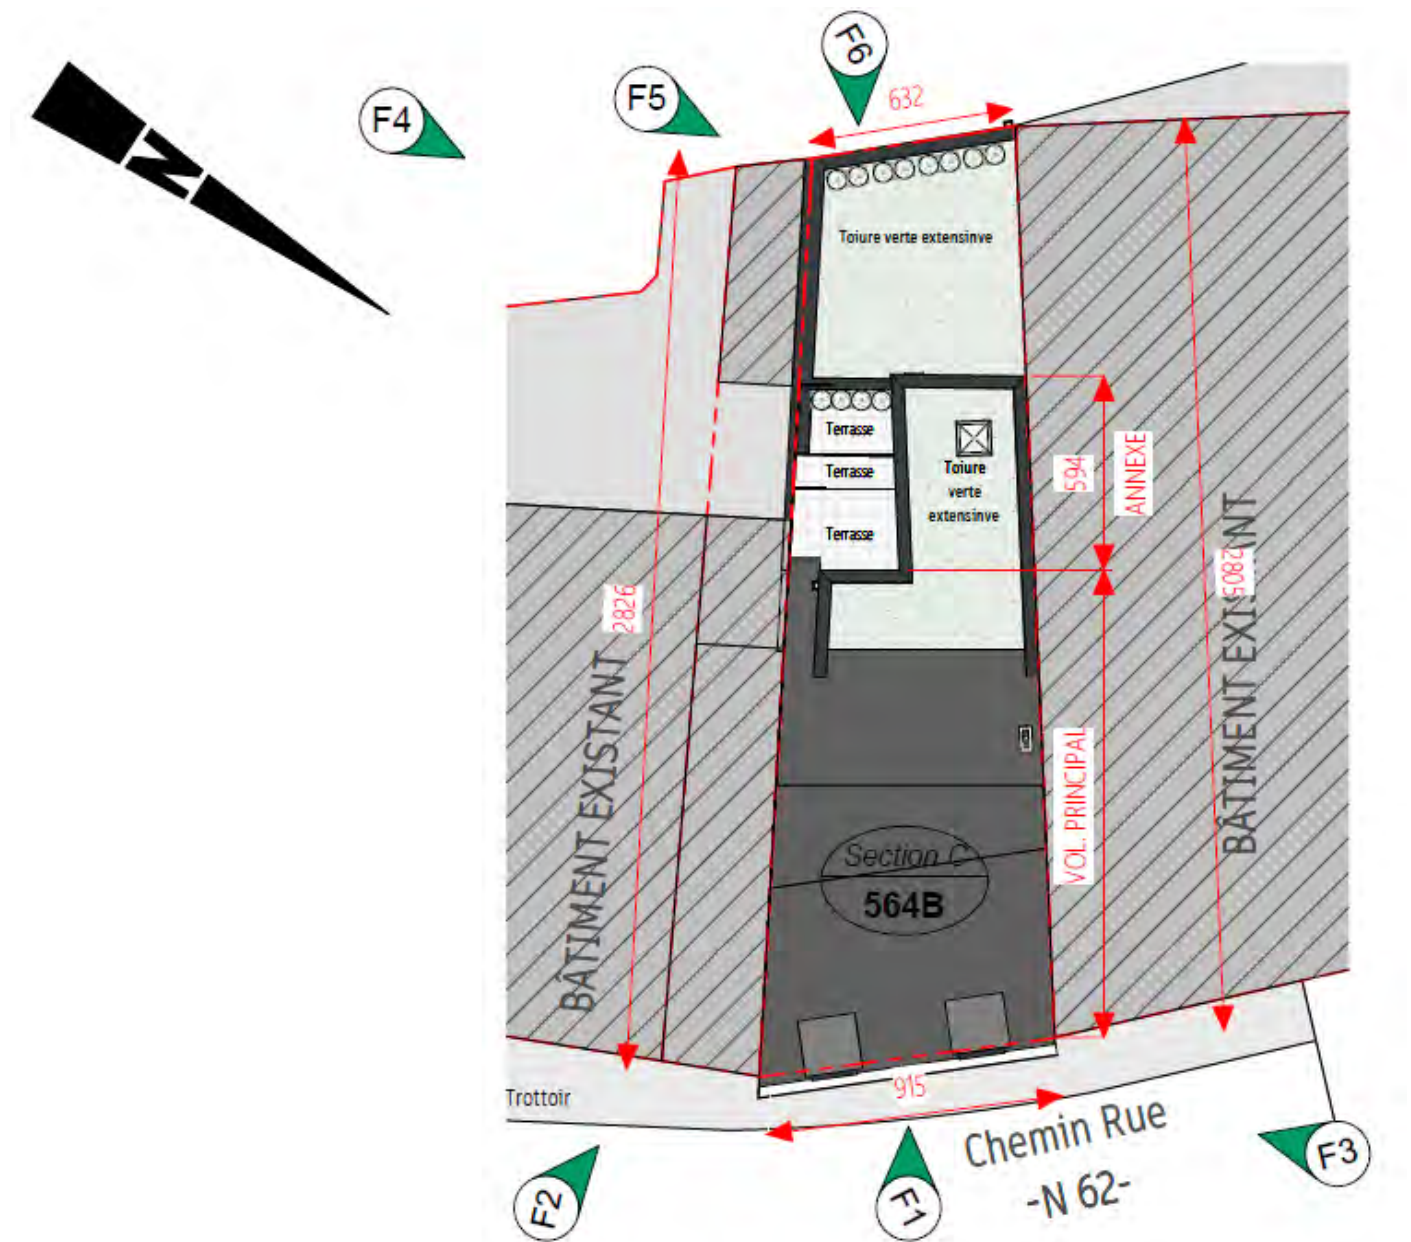 F6
F5
F4
N
632
Toiure verte extensinve
Terrasse
Terrasse
Terrasse
Toiure
verte
extensinve
594
ANNEXE
2826
BÂTIMENT EXISTANT
2805
BÂTIMENT EXISTANT
VOL. PRINCIPAL
Section C
564B
915
Trottoir
Chemin Rue
-N 62-
F2
F1
F3